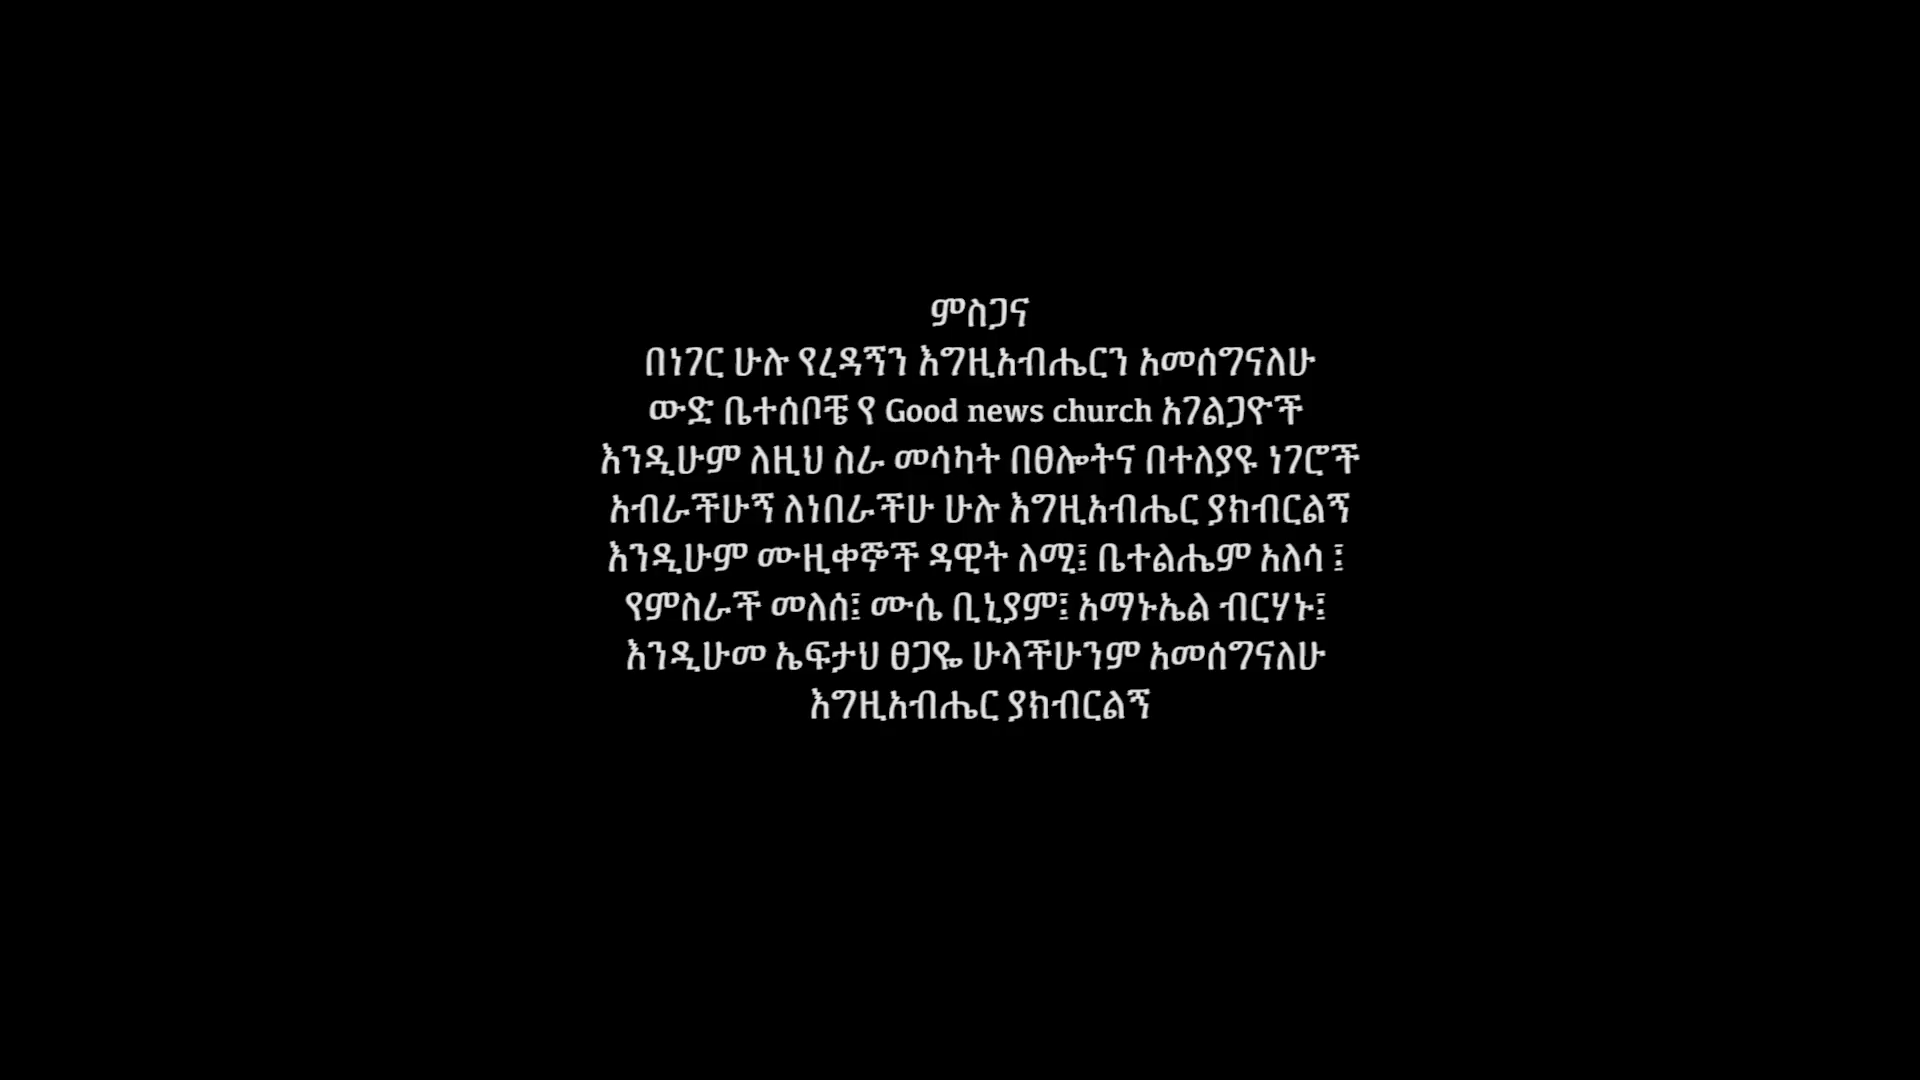 ምስጋና
በነገር ሁሉ የረዳኝን እግዚአብሔርን አመሰግናለሁ
ውድ ቤተሰቦቼ የ Good news church አገልጋዮች
እንዲሁም ለዚህ ስራ መሳካት በፀሎትና በተለያዩ ነገሮች
አብራችሁኝ ለነበራችሁ ሁሉ እግዚአብሔር ያክብርልኝ
እንዲሁም ሙዚቀኞች ዳዊት ለሚ፤ ቤተልሔም አለሳ ፤
የምስራች መለሰ፤ ሙሴ ቢኒያም፤ አማኑኤል ብርሃኑ፤
እንዲሁመ ኤፍታህ ፀጋዬ ሁላችሁንም አመሰግናለሁ
እግዚአብሔር ያክብርልኝ